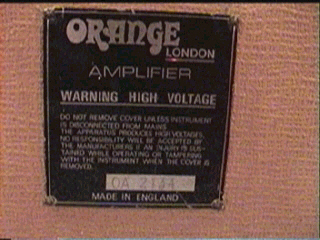 ORANGE
LONDON
AMPLIFIER
WARNING HIGH VOLTAGE
DO NOT REMOVE COVER UNLESS INSTRUMENT
IS DISCONNECTED FROM MAINS
THE APPARATUS PRODUCES HIGH VOLTAGES.
NO RESPONSIBILITY WILL BE ACCEPTED BY
THE MANUFACTURERS IF AN INJURY IS SUS-
TAINED WHILE OPERATING OR TAMPERING
WITH THE INSTRUMENT WHEN THE COVER IS
REMOVED.
OA 2144
MADE IN ENGLAND